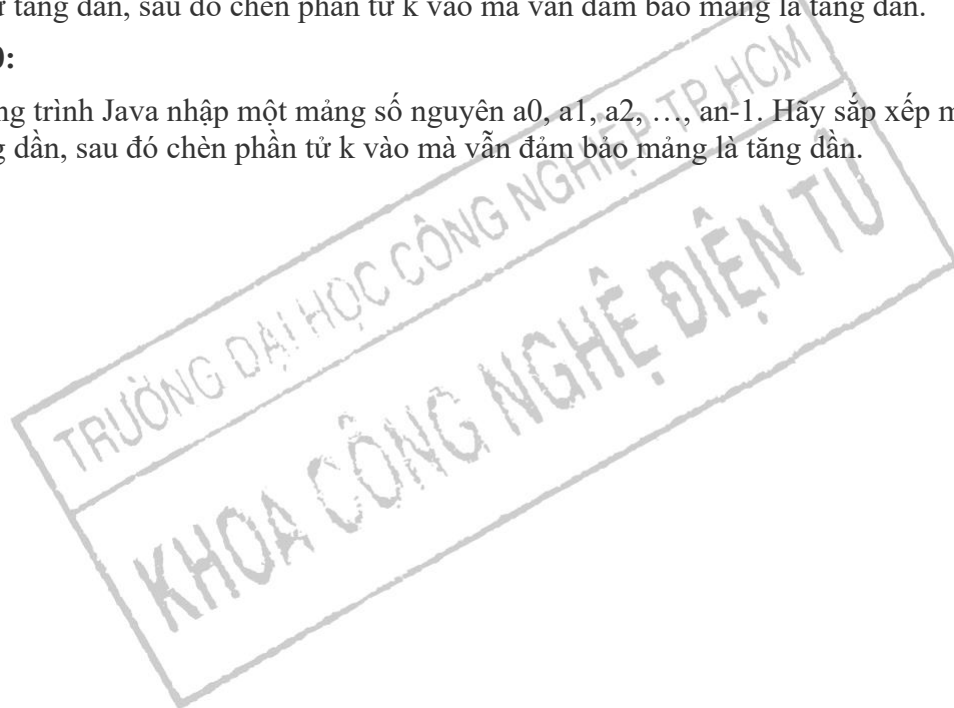 tăng dần, sau đó chèn phần tử k vào mà vẫn đảm bảo mảng là tăng dần.
:
ng trình Java nhập một mảng số nguyên a0, a1, a2, …, an-1. Hãy sắp xếp m
g dần, sau đó chèn phần tử k vào mà vẫn đảm bảo mảng là tăng dần.
TRUỜNG DẠI HỌC CÔNG NGHIỆP TP.HCM
KHOA CÔNG NGHỆ ĐIỆN TỬ